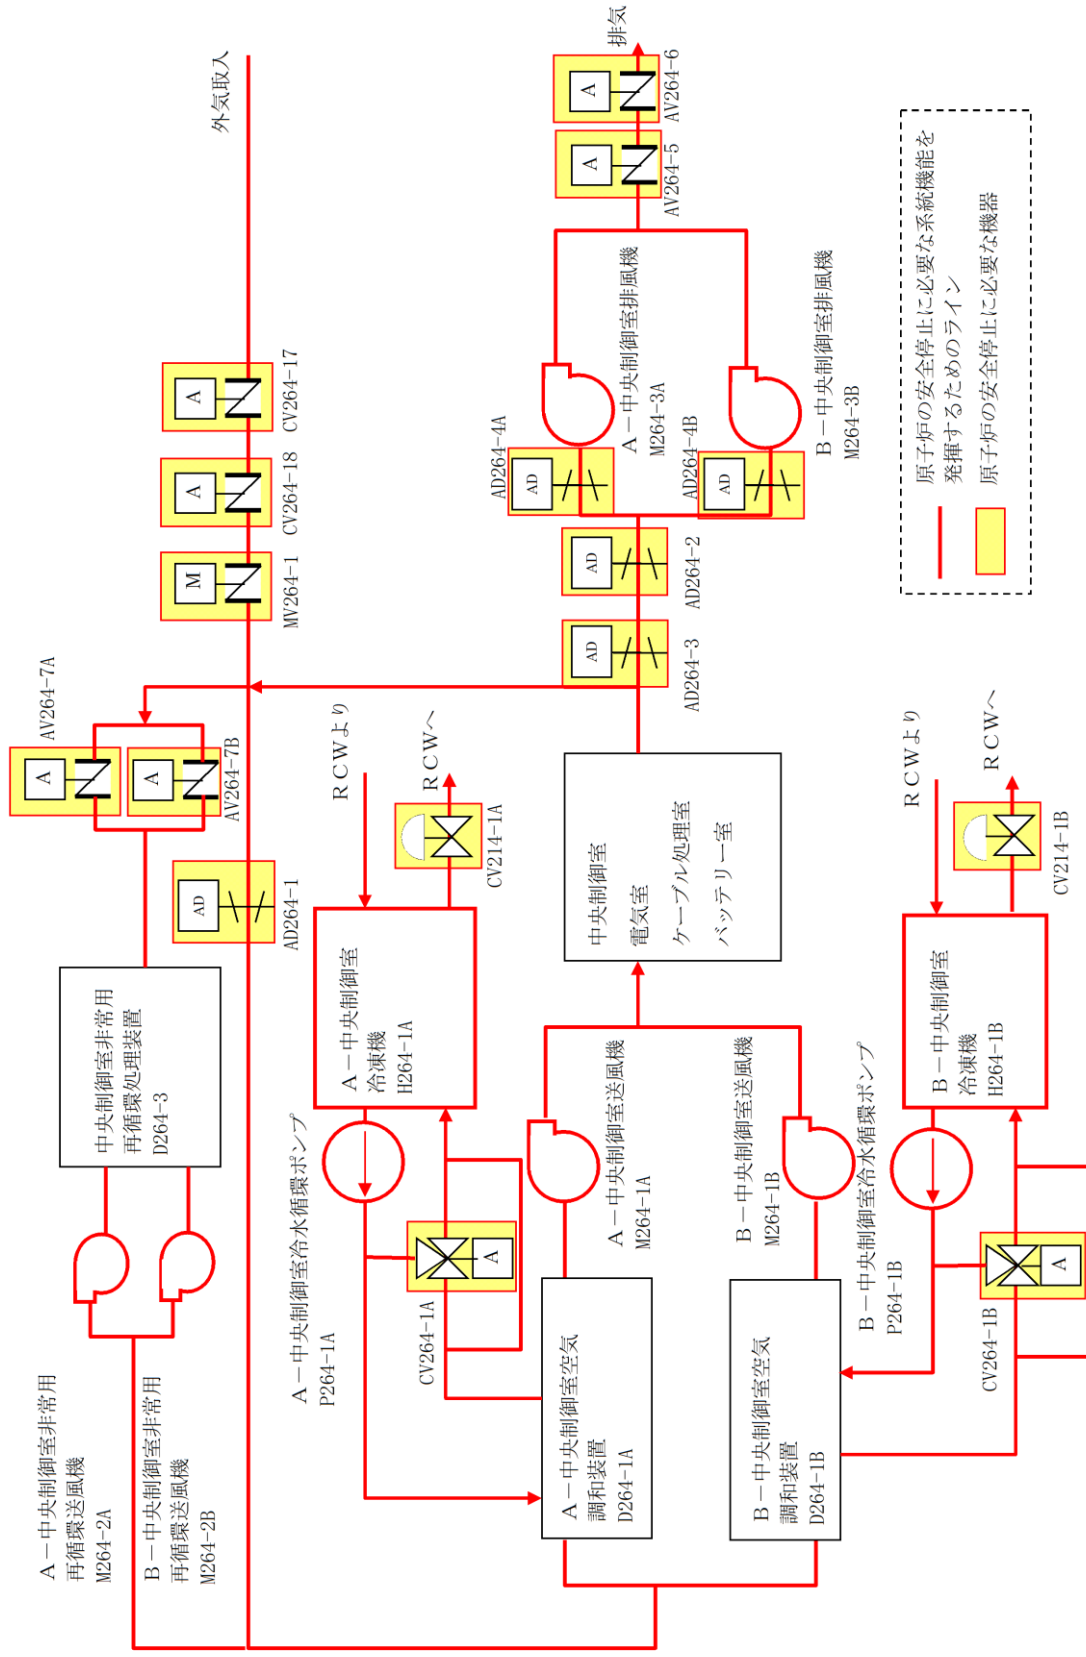 A－中央制御室非常用
再循環送風機
M264-2A
B－中央制御室非常用
再循環送風機
M264-2B
中央制御室非常用
再循環処理装置
D264-3
A
AV264-7A
A
AV264-7B
AD
AD264-1
M
MV264-1
A
CV264-18
A
CV264-17
外気取入
A－中央制御室冷水循環ポンプ
P264-1A
A－中央制御室
冷凍機
H264-1A
RCWより
RCWへ
CV214-1A
CV264-1A
A
A－中央制御室空気
調和装置
D264-1A
A－中央制御室送風機
M264-1A
B－中央制御室送風機
M264-1B
中央制御室
電気室
ケーブル処理室
バッテリー室
AD
AD264-3
AD
AD264-2
AD264-4A
AD
AD264-4B
AD
A－中央制御室排風機
M264-3A
B－中央制御室排風機
M264-3B
A
AV264-5
A
AV264-6
排気
B－中央制御室空気
調和装置
D264-1B
B－中央制御室冷水循環ポンプ
P264-1B
CV264-1B
A
B－中央制御室
冷凍機
H264-1B
RCWより
RCWへ
CV214-1B
原子炉の安全停止に必要な系統機能を
発揮するためのライン
原子炉の安全停止に必要な機器